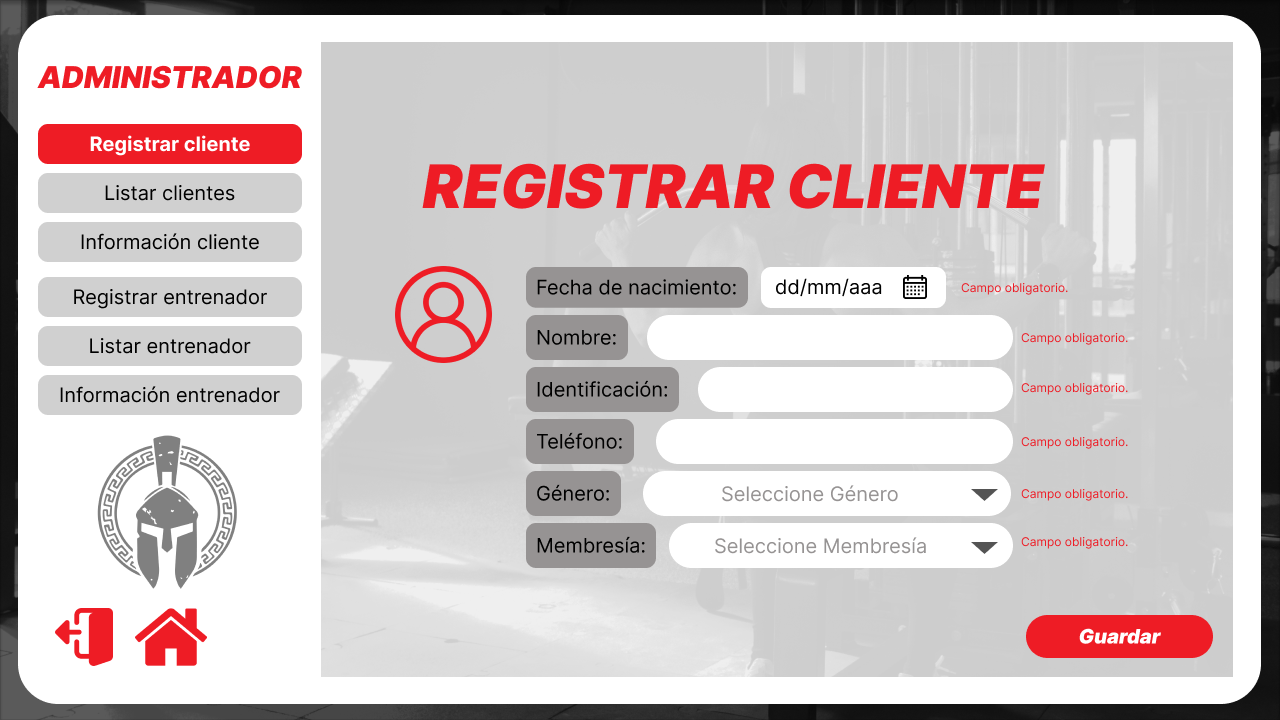 ADMINISTRADOR
Registrar cliente
Listar clientes
Información cliente
Registrar entrenador
Listar entrenador
Información entrenador
REGISTRAR CLIENTE
Fecha de nacimiento: dd/mm/aaa Campo obligatorio.
Nombre: Campo obligatorio.
Identificación: Campo obligatorio.
Teléfono: Campo obligatorio.
Género: Seleccione Género Campo obligatorio.
Membresía: Seleccione Membresía Campo obligatorio.
Guardar